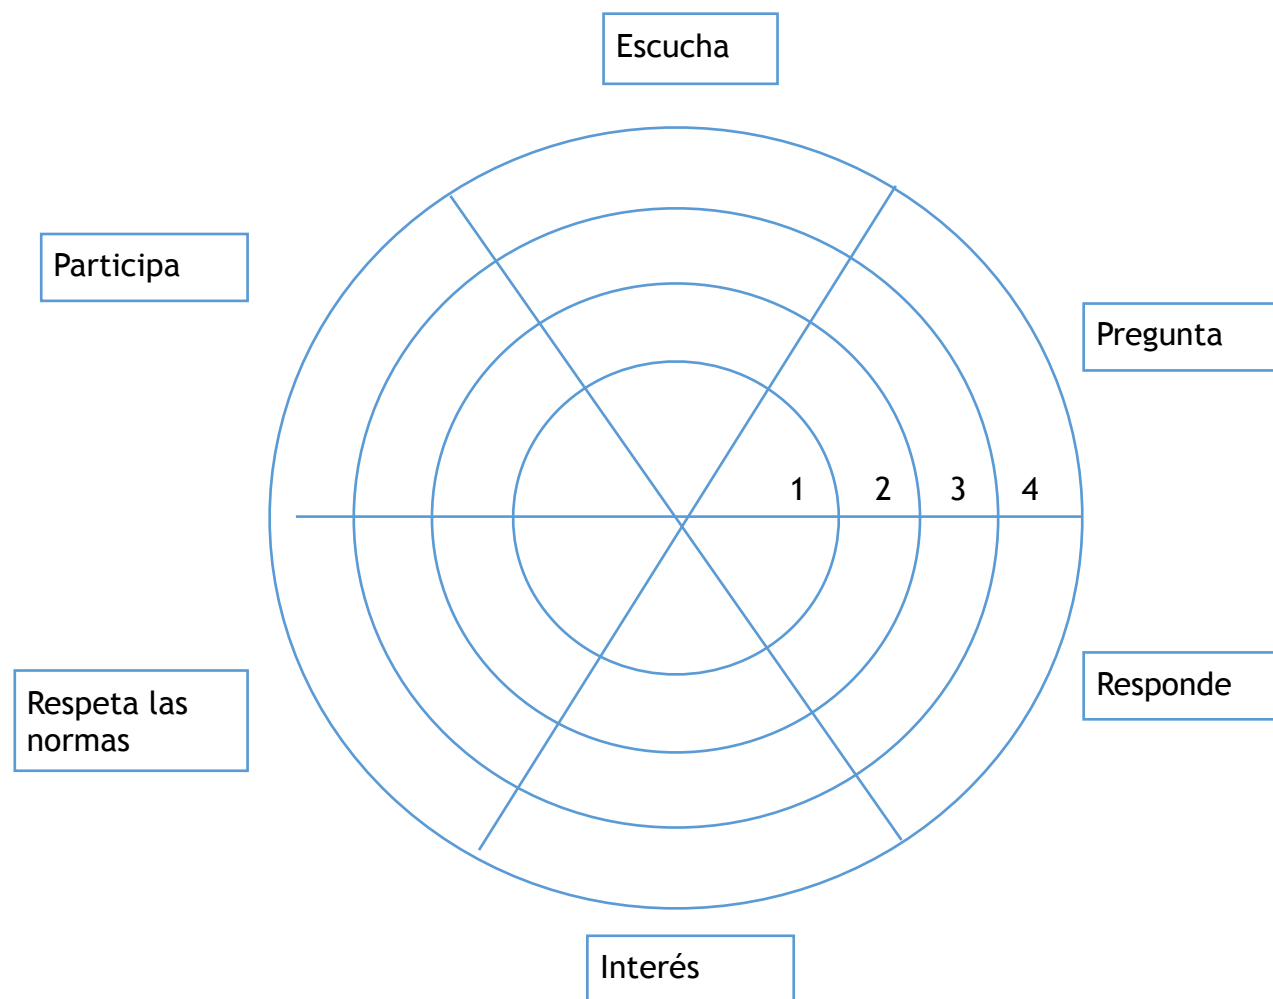 Escucha
Participa
Pregunta
1 2 3 4
Responde
Respeta las
normas
Interés